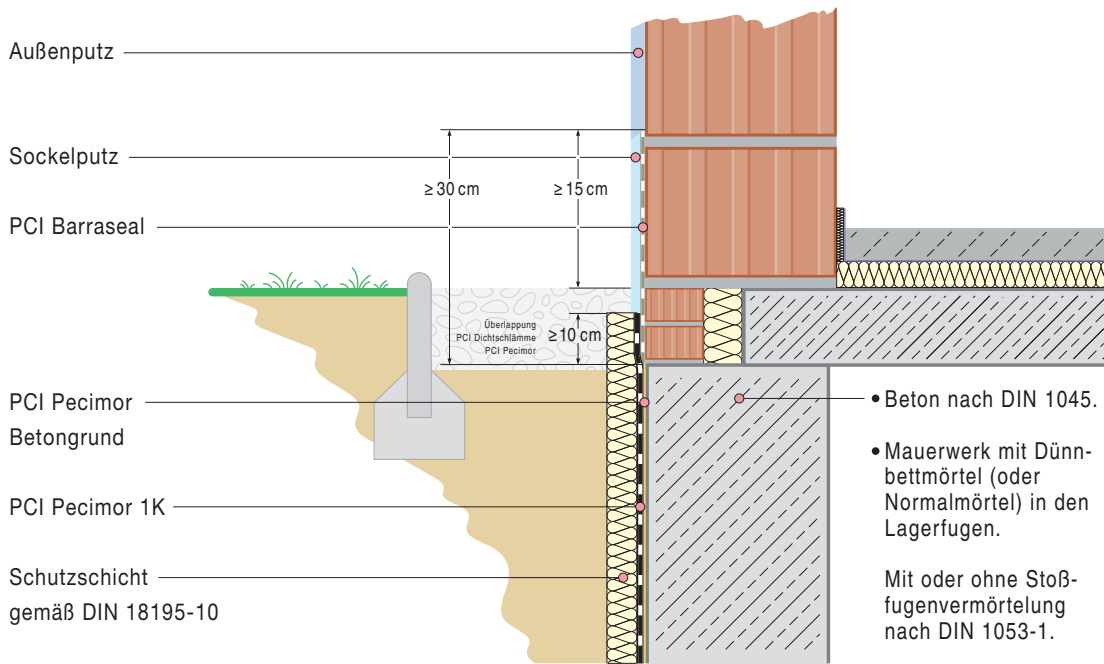 Außenputz
Sockelputz
≥ 30 cm
≥ 15 cm
PCI Barraseal
Überlappung
PCI Dichtschlämme
PCI Pecimor
≥ 10 cm
PCI Pecimor
Betongrund
PCI Pecimor 1K
Schutzschicht
gemäß DIN 18195-10
• Beton nach DIN 1045.
• Mauerwerk mit Dünn-
bettmörtel (oder
Normalmörtel) in den
Lagerfugen.
Mit oder ohne Stoß-
fugenvermörtelung
nach DIN 1053-1.